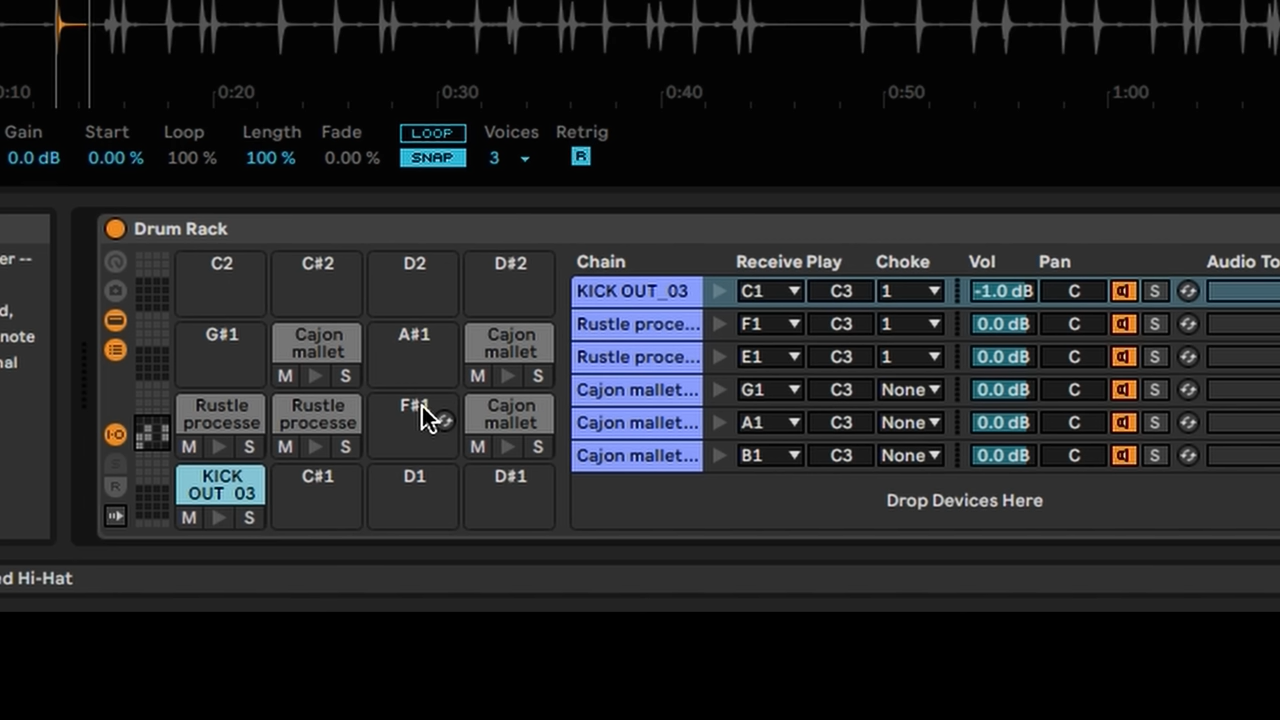 0:10 0:20 0:30 0:40 0:50 1:00
Gain Start Loop Length Fade LOOP Voices Retrig
0.0 dB 0.00 % 100 % 100 % 0.00 % SNAP 3 R
Drum Rack
er --
d,
note
nal
C2 C#2 D2 D#2
G#1 Cajon mallet A#1 Cajon mallet
M S M S
Rustle processe Rustle processe F#1 Cajon mallet
M S M S M S
KICK OUT_03 C#1 D1 D#1
M S
I-O
S
R
Chain Receive Play Choke Vol Pan Audio To
KICK OUT_03 C1 C3 1 -1.0 dB C S
Rustle proce... F1 C3 1 0.0 dB C S
Rustle proce... E1 C3 1 0.0 dB C S
Cajon mallet... G1 C3 None 0.0 dB C S
Cajon mallet... A1 C3 None 0.0 dB C S
Cajon mallet... B1 C3 None 0.0 dB C S
Drop Devices Here
ed Hi-Hat